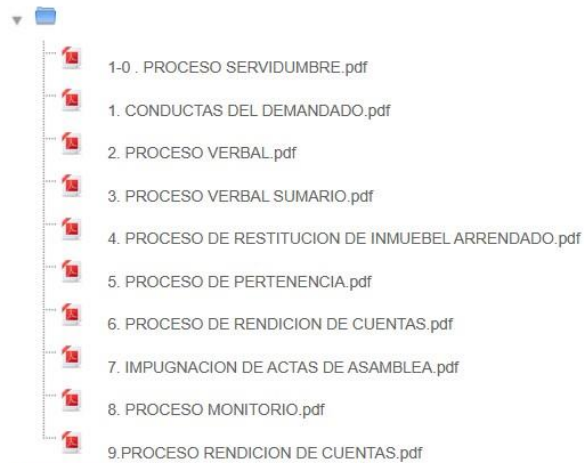 1-0 . PROCESO SERVIDUMBRE.pdf
1. CONDUCTAS DEL DEMANDADO.pdf
2. PROCESO VERBAL.pdf
3. PROCESO VERBAL SUMARIO.pdf
4. PROCESO DE RESTITUCION DE INMUEBEL ARRENDADO.pdf
5. PROCESO DE PERTENENCIA.pdf
6. PROCESO DE RENDICION DE CUENTAS.pdf
7. IMPUGNACION DE ACTAS DE ASAMBLEA.pdf
8. PROCESO MONITORIO.pdf
9.PROCESO RENDICION DE CUENTAS.pdf